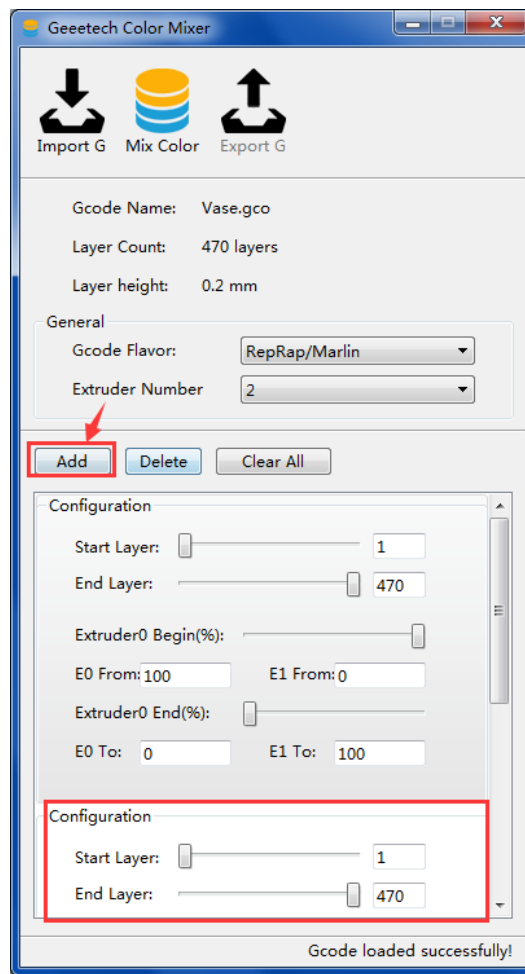 Geeetech Color Mixer
Import G Mix Color Export G
Gcode Name: Vase.gco
Layer Count: 470 layers
Layer height: 0.2 mm
General
Gcode Flavor: RepRap/Marlin
Extruder Number 2
Add Delete Clear All
Configuration
Start Layer: 1
End Layer: 470
Extruder0 Begin(%):
E0 From: 100 E1 From: 0
Extruder0 End(%):
E0 To: 0 E1 To: 100
Configuration
Start Layer: 1
End Layer: 470
Gcode loaded successfully!